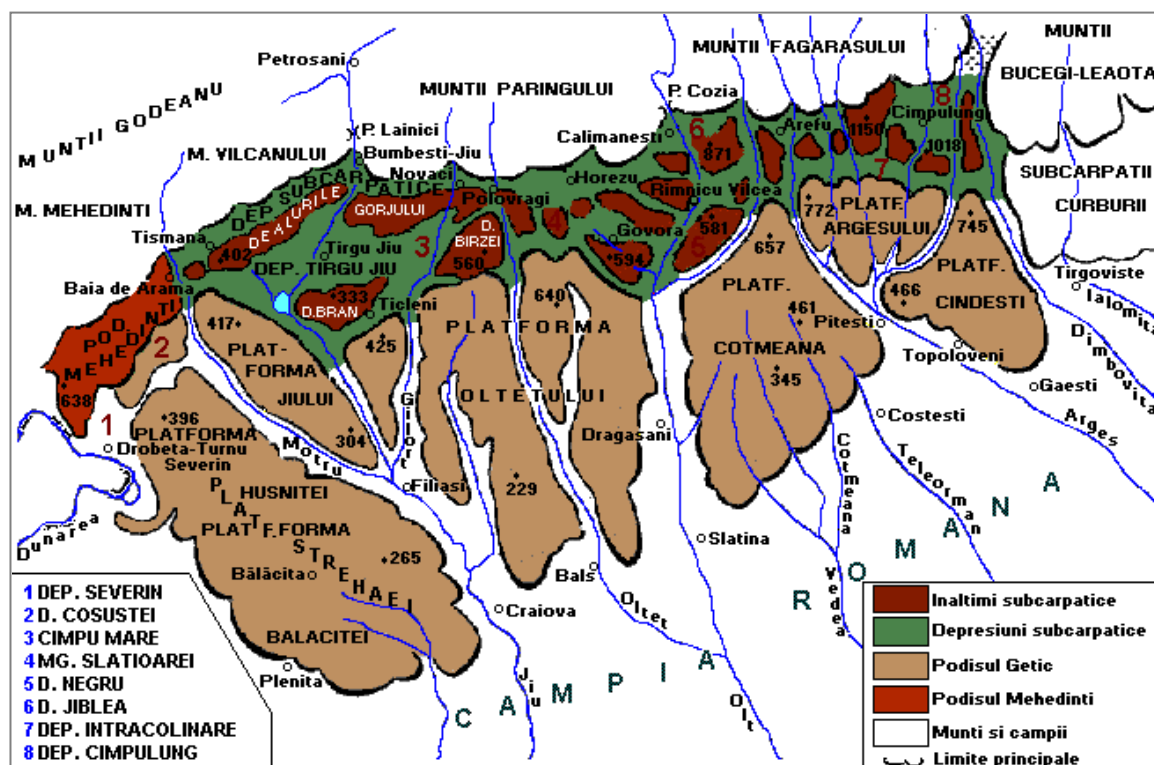 MUNTII GODEANU
Petrosani
MUNTII PARINGULUI
MUNTII FAGARASULUI
MUNTII
BUCEGI-LEAOTA
P. Cozia
8
Cimpulung
P. Lainici
Calimanesti
6
Arefu
1150
M. VILCANULUI
Bumbesti-Jiu
871
1018
7
SUBCARPATII
CURBURII
DEP SUBCAR
PATICE
Novaci
Horezu
M. MEHEDINTI
DEALURILE
GORJULUI
Polovragi
Rimnicu Vilcea
772
PLATF.
ARGESULUI
745
Tismana
402
Tirgu Jiu
3
D.
BIRZEI
560
4
Govora
581
594
5
657
DEP. TIRGU JIU
PLATF.
CINDESTI
Tirgoviste
Baia de Arama
333
D.BRAN
Ticleni
640
466
Ialomita
POD.
MEHEDINTI
417
PLAT-
FORMA
JIULUI
425
PLATFORMA
OLTETULUI
461
Pitesti
COTMEANA
Topoloveni
Dimbovita
2
638
345
Gaesti
1
396
PLATFORMA
Drobeta-Turnu
Severin
304
Motru
Gilort
Dragasani
Costesti
Arges
HUSNITEI
PLATF.
FORMA
STREHAEI
Filiasi
229
Cotmeana
Teleorman
Dunarea
265
Bălăcita
Slatina
Bals
Vedea
Craiova
Oltet
BALACITEI
Plenita
Jiu
Olt
CAMPIA
ROMANA
1 DEP. SEVERIN
2 D. COSUSTEI
3 CIMPU MARE
4 MG. SLATIOAREI
5 D. NEGRU
6 D. JIBLEA
7 DEP. INTRACOLINARE
8 DEP. CIMPULUNG
Inaltimi subcarpatice
Depresiuni subcarpatice
Podisul Getic
Podisul Mehedinti
Munti si campii
Limite principale